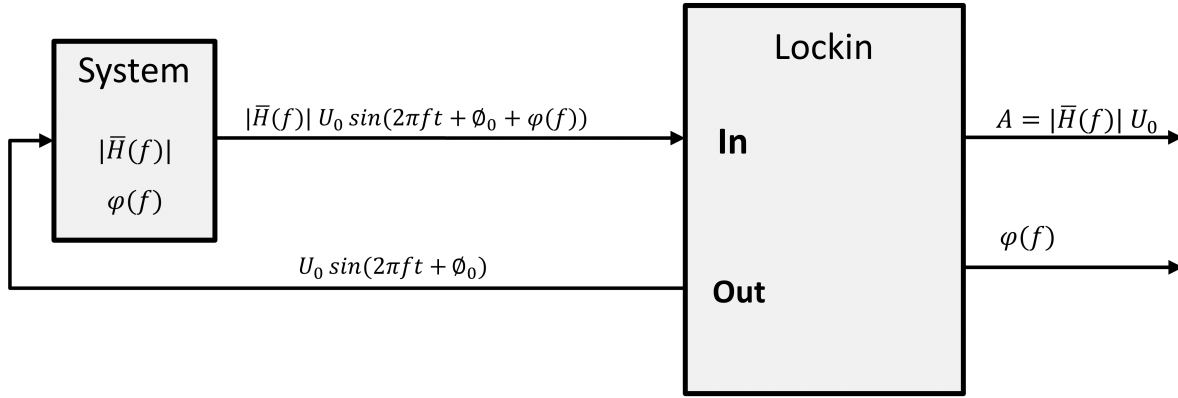 System
|H̅(f)|
φ(f)
|H̅(f)| U₀ sin(2πft + ∅₀ + φ(f))
U₀ sin(2πft + ∅₀)
Lockin
In
Out
A = |H̅(f)| U₀
φ(f)